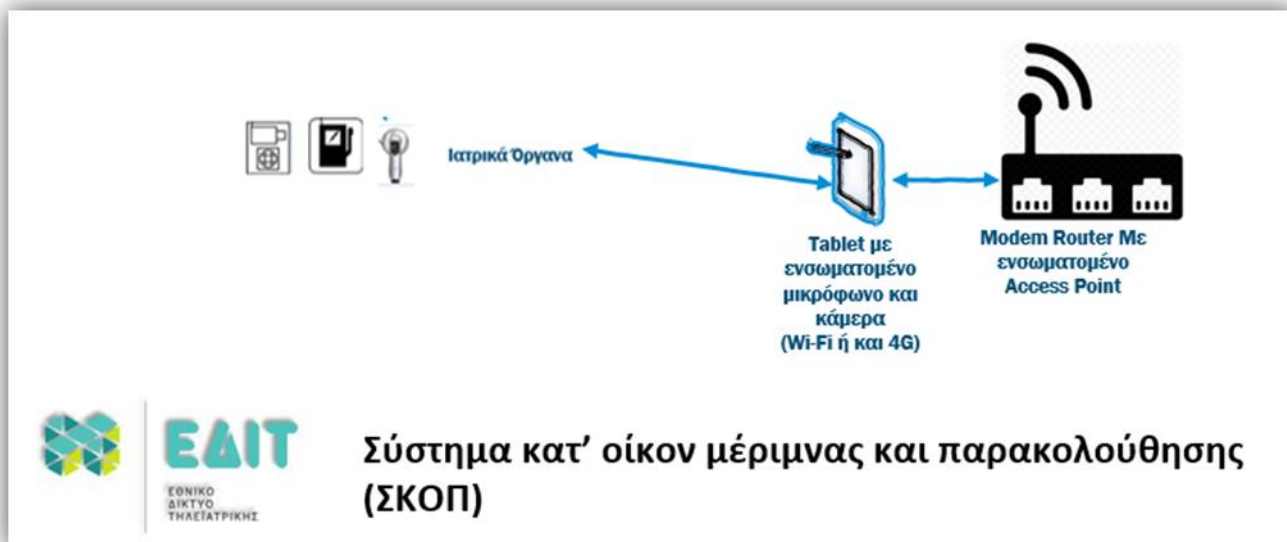 Ιατρικά Όργανα
Tablet με
ενσωματομένο
μικρόφωνο και
κάμερα
(Wi-Fi ή και 4G)
Modem Router Με
ενσωματομένο
Access Point
ΕΔΙΤ
ΕΘΝΙΚΟ
ΔΙΚΤΥΟ
ΤΗΛΕΪΑΤΡΙΚΗΣ
Σύστημα κατ’ οίκον μέριμνας και παρακολούθησης
(ΣΚΟΠ)